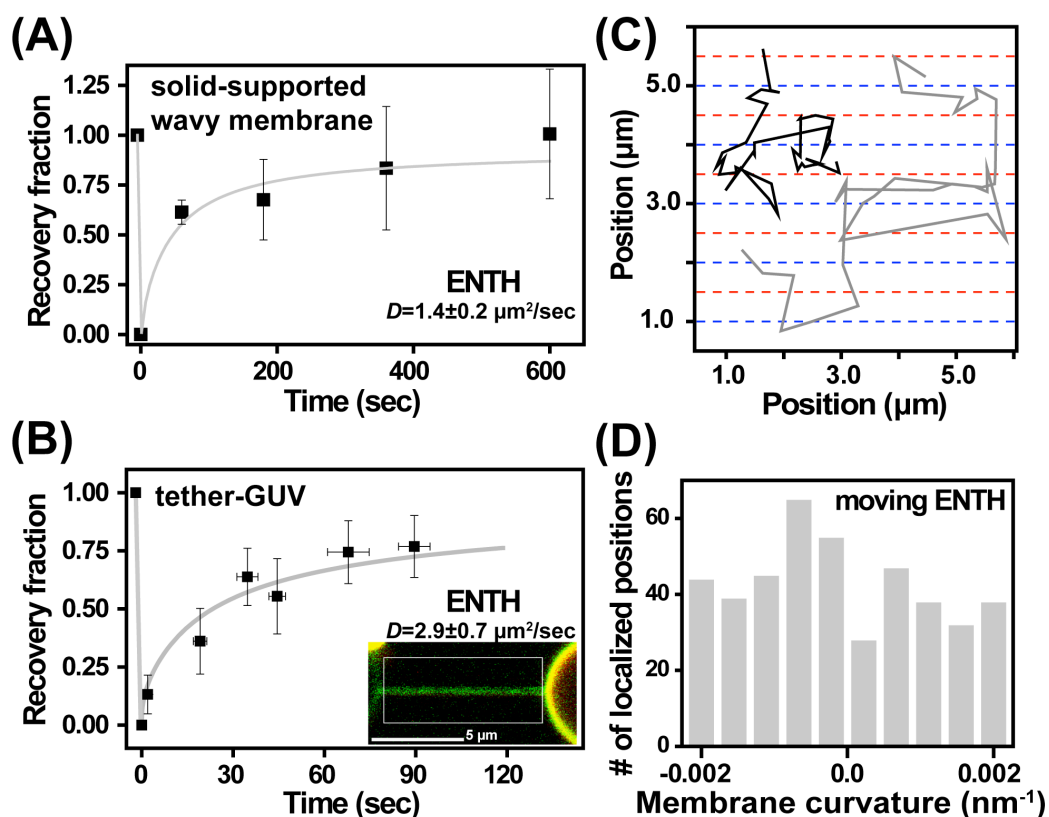 (A)
solid-supported
wavy membrane
1.25
1.00
0.75
0.50
0.25
0.00
Recovery fraction
ENTH
D=1.4±0.2 µm²/sec
0 200 400 600
Time (sec)
(B)
tether-GUV
1.00
0.75
0.50
0.25
0.00
Recovery fraction
ENTH
D=2.9±0.7 µm²/sec
5 µm
0 30 60 90 120
Time (sec)
(C)
5.0
3.0
1.0
Position (µm)
1.0 3.0 5.0
Position (µm)
(D)
moving ENTH
60
40
20
0
# of localized positions
-0.002 0.0 0.002
Membrane curvature (nm⁻¹)